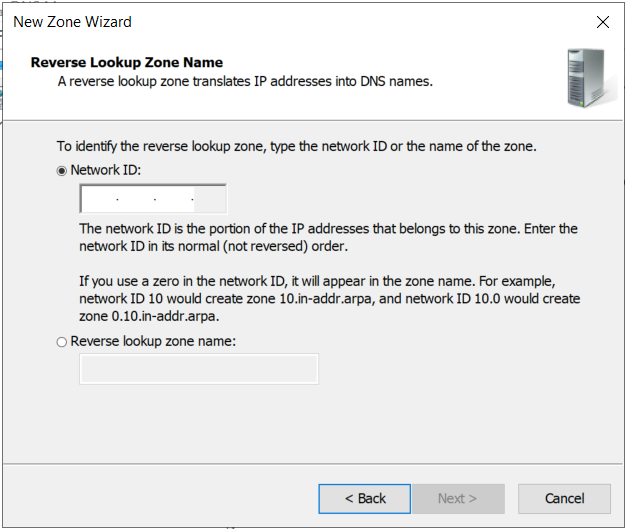 New Zone Wizard
Reverse Lookup Zone Name
A reverse lookup zone translates IP addresses into DNS names.
To identify the reverse lookup zone, type the network ID or the name of the zone.
Network ID:
. . .
The network ID is the portion of the IP addresses that belongs to this zone. Enter the
network ID in its normal (not reversed) order.
If you use a zero in the network ID, it will appear in the zone name. For example,
network ID 10 would create zone 10.in-addr.arpa, and network ID 10.0 would create
zone 0.10.in-addr.arpa.
Reverse lookup zone name:
< Back
Next >
Cancel